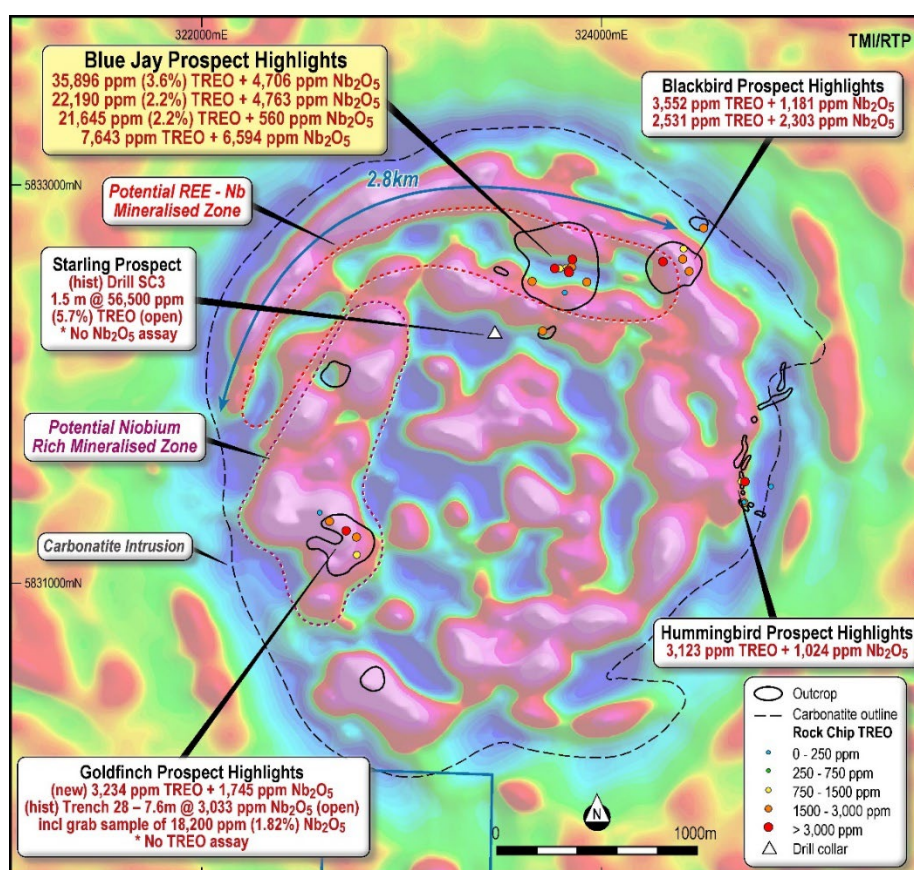 322000mE
324000mE
TMI/RTP
Blue Jay Prospect Highlights
35,896 ppm (3.6%) TREO + 4,706 ppm Nb₂O₅
22,190 ppm (2.2%) TREO + 4,763 ppm Nb₂O₅
21,645 ppm (2.2%) TREO + 560 ppm Nb₂O₅
7,643 ppm TREO + 6,594 ppm Nb₂O₅
Blackbird Prospect Highlights
3,552 ppm TREO + 1,181 ppm Nb₂O₅
2,531 ppm TREO + 2,303 ppm Nb₂O₅
5833000mN
2.8km
Potential REE - Nb
Mineralised Zone
Starling Prospect
(hist) Drill SC3
1.5 m @ 56,500 ppm
(5.7%) TREO (open)
* No Nb₂O₅ assay
Potential Niobium
Rich Mineralised Zone
Carbonatite Intrusion
5831000mN
Hummingbird Prospect Highlights
3,123 ppm TREO + 1,024 ppm Nb₂O₅
Goldfinch Prospect Highlights
(new) 3,234 ppm TREO + 1,745 ppm Nb₂O₅
(hist) Trench 28 – 7.6m @ 3,033 ppm Nb₂O₅ (open)
incl grab sample of 18,200 ppm (1.82%) Nb₂O₅
* No TREO assay
N
0
1000m
Outcrop
Carbonatite outline
Rock Chip TREO
0 - 250 ppm
250 - 750 ppm
750 - 1500 ppm
1500 - 3,000 ppm
> 3,000 ppm
Drill collar